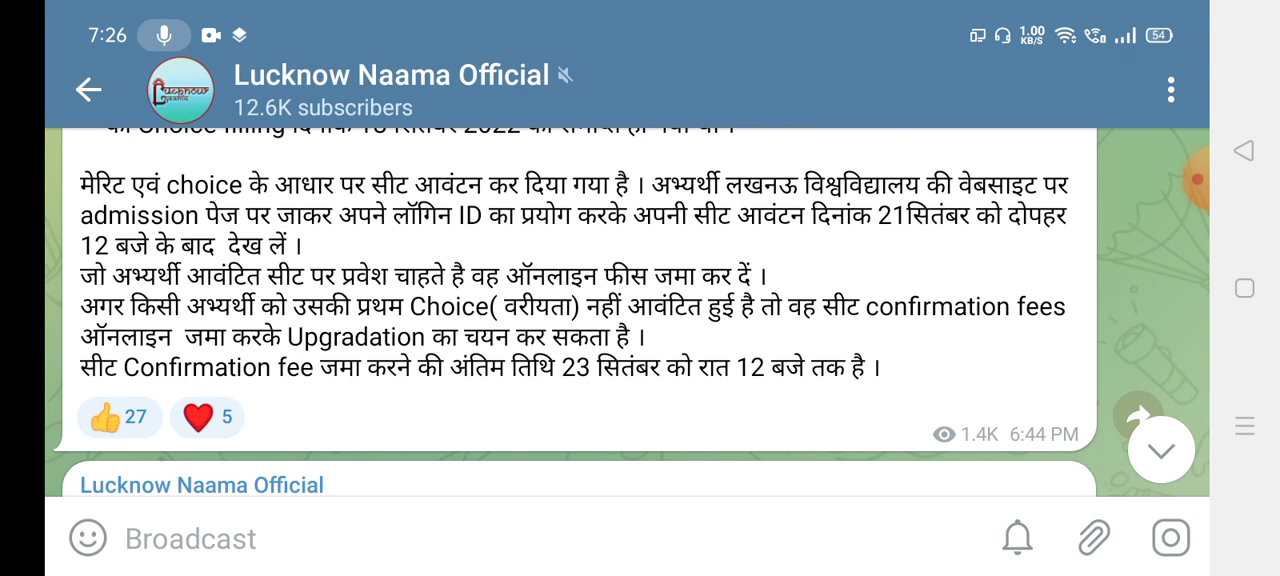 7:26
1.00 KB/S
54
Lucknow Naama Official
12.6K subscribers
Choice filling दिनांक 2022
मेरिट एवं choice के आधार पर सीट आवंटन कर दिया गया है । अभ्यर्थी लखनऊ विश्वविद्यालय की वेबसाइट पर
admission पेज पर जाकर अपने लॉगिन ID का प्रयोग करके अपनी सीट आवंटन दिनांक 21सितंबर को दोपहर
12 बजे के बाद देख लें ।
जो अभ्यर्थी आवंटित सीट पर प्रवेश चाहते है वह ऑनलाइन फीस जमा कर दें ।
अगर किसी अभ्यर्थी को उसकी प्रथम Choice( वरीयता) नहीं आवंटित हुई है तो वह सीट confirmation fees
ऑनलाइन जमा करके Upgradation का चयन कर सकता है ।
सीट Confirmation fee जमा करने की अंतिम तिथि 23 सितंबर को रात 12 बजे तक है ।
27 5
1.4K 6:44 PM
Lucknow Naama Official
Broadcast